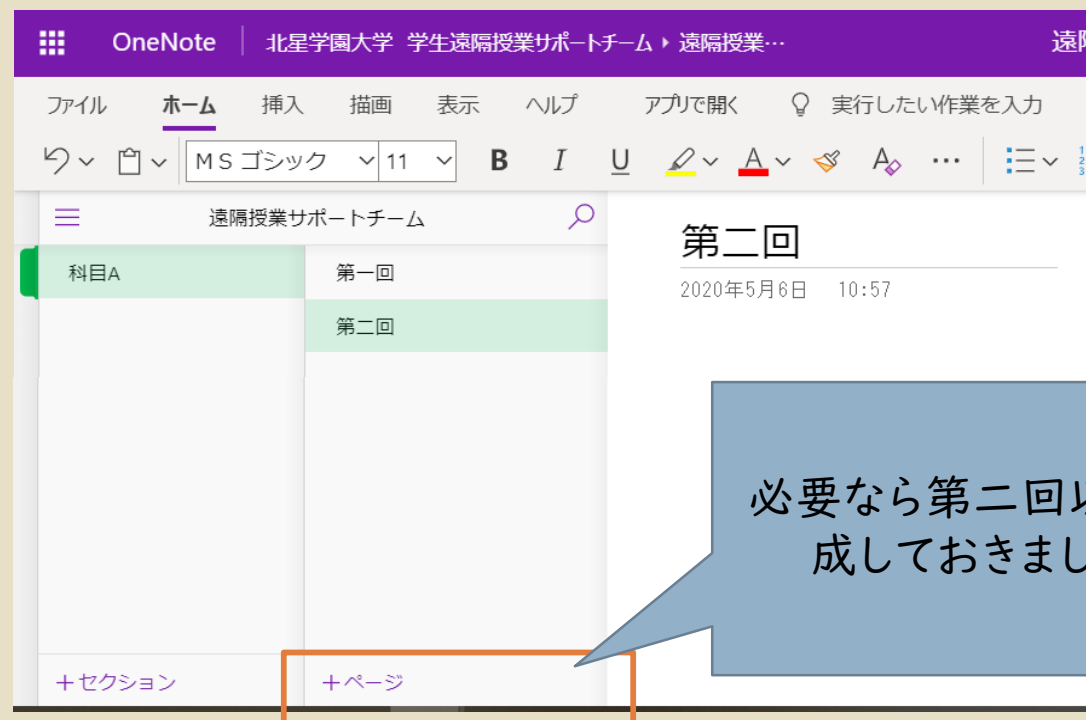 OneNote 北星学園大学 学生遠隔授業サポートチーム › 遠隔授業… 遠隔
ファイル ホーム 挿入 描画 表示 ヘルプ アプリで開く 実行したい作業を入力
MS ゴシック 11 B I U A A …
遠隔授業サポートチーム
第二回
科目A 第一回
2020年5月6日 10:57
第二回
必要なら第二回以
成しておきまし
+セクション +ページ